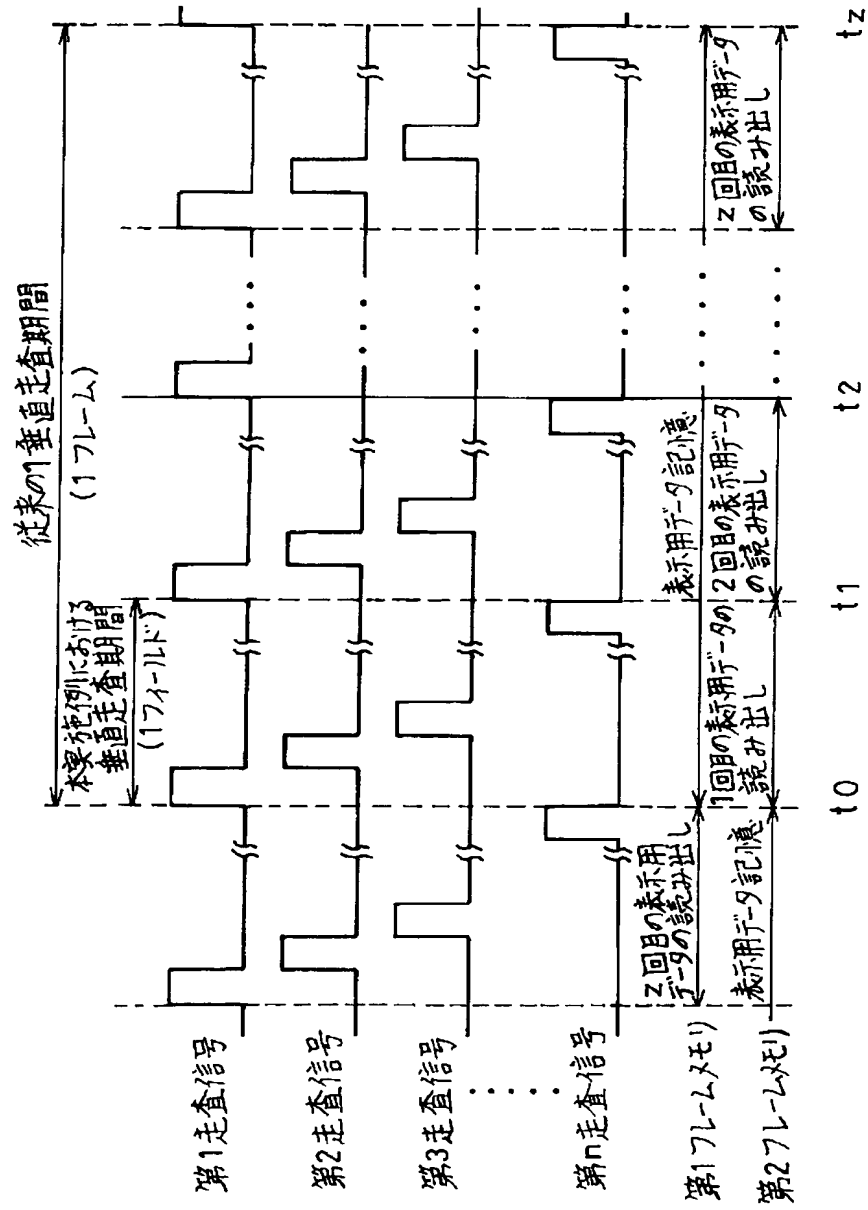 従来の1垂直走査期間
(1フレーム)
本実施例における
垂直走査期間
(1フィールド)
第1走査信号
第2走査信号
第3走査信号
・・・・・
第n走査信号
第1フレームメモリ
第2フレームメモリ
z回目の表示用
データの読み出し
表示用データ記憶
表示用データ記憶
1回目の表示用データの
読み出し
2回目の表示用データ
の読み出し
z回目の表示用データ
の読み出し
t0
t1
t2
tz